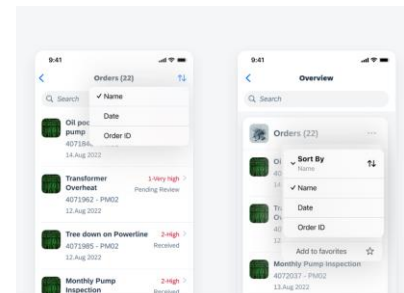 9:41
Orders (22)
Search
✓ Name
Date
Order ID
Oil
pump
14.Aug 2022
Transformer
Overheat
1-Very high
Pending Review
4071962 - PM02
12.Aug 2022
Tree down on Powerline
2-High
4071985 - PM02
Received
12.Aug 2022
Monthly Pump
Inspection
2-High
Received
9:41
Overview
Search
Orders (22)
Sort By
Name
✓ Name
Date
Order ID
Add to favorites
Monthly Pump Inspection
4072037 - PM02
13.Aug 2022